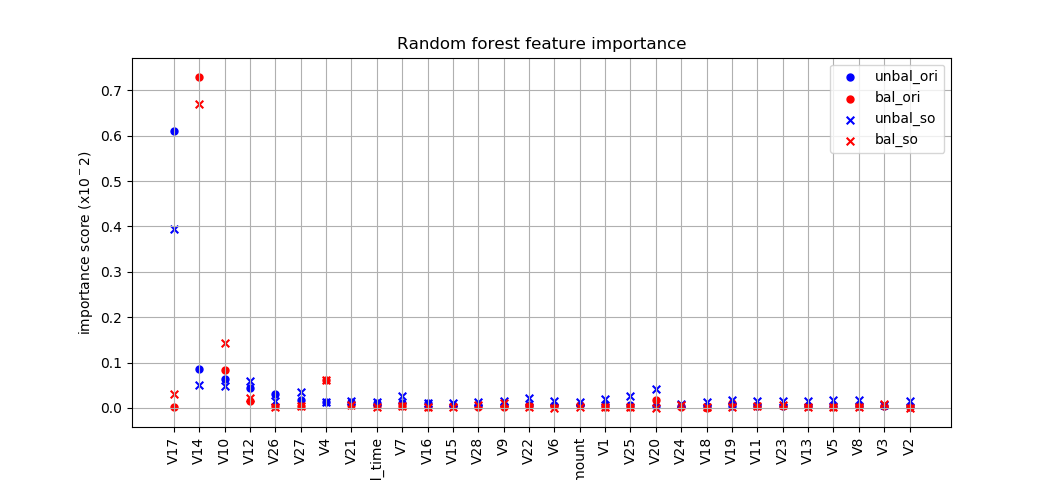 Random forest feature importance
unbal_ori
bal_ori
unbal_so
bal_so
importance score (x10⁻2)
0.7
0.6
0.5
0.4
0.3
0.2
0.1
0.0
V17
V14
V10
V12
V26
V27
V4
V21
l_time
V7
V16
V15
V28
V9
V22
V6
mount
V1
V25
V20
V24
V18
V19
V11
V23
V13
V5
V8
V3
V2